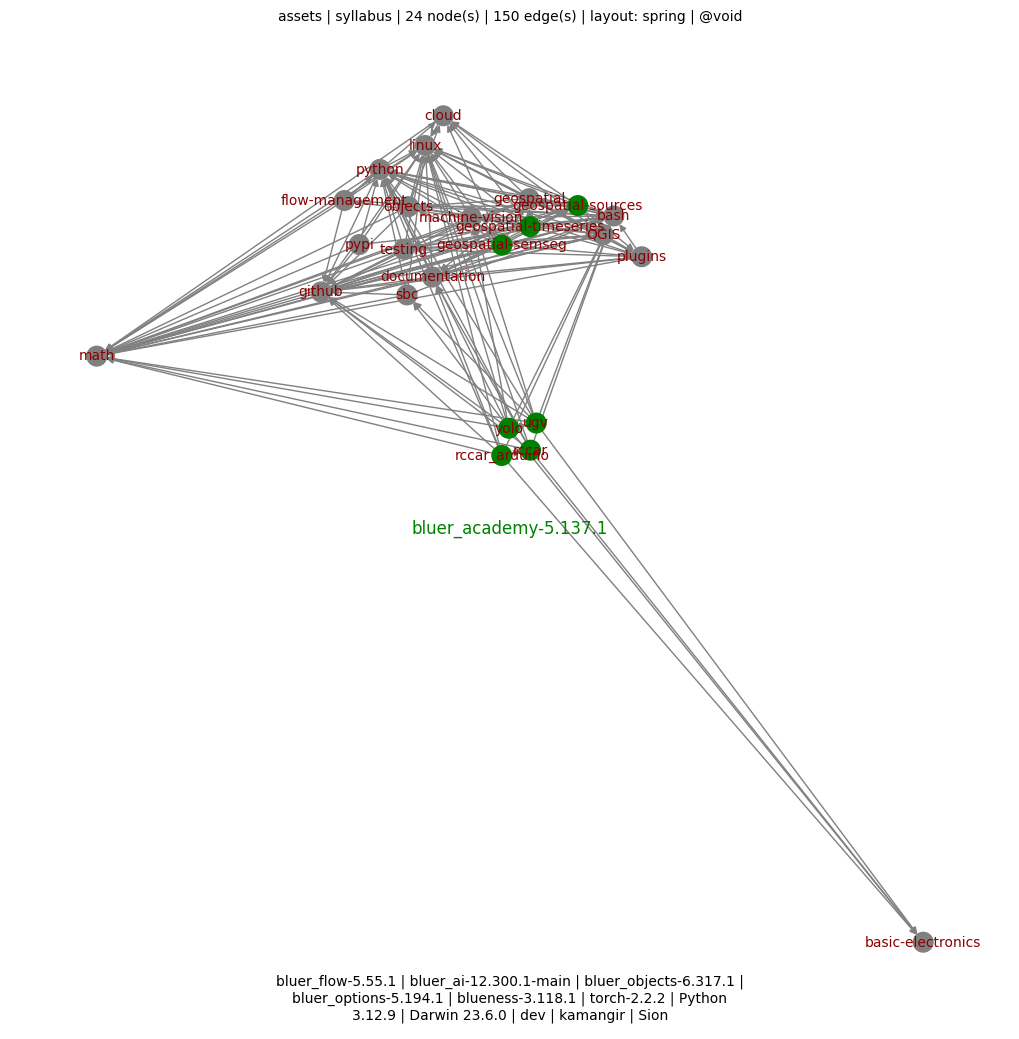 assets | syllabus | 24 node(s) | 150 edge(s) | layout: spring | @void
cloud
linux
python
flow-management
objects
geospatial
geospatial-sources
bash
machine-vision
geospatial-timeseries
QGIS
pypi
testing
geospatial-semseg
plugins
documentation
github
sbc
math
ugv
yolo
rccar
rccar_arduino
bluer_academy-5.137.1
basic-electronics
bluer_flow-5.55.1 | bluer_ai-12.300.1-main | bluer_objects-6.317.1 |
bluer_options-5.194.1 | blueness-3.118.1 | torch-2.2.2 | Python
3.12.9 | Darwin 23.6.0 | dev | kamangir | Sion